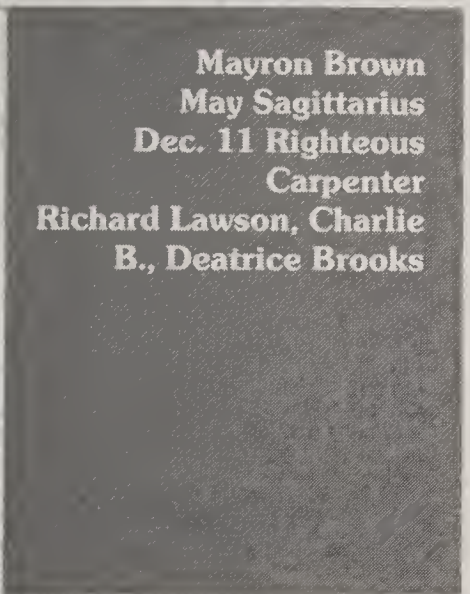 Mayron Brown
May Sagittarius
Dec. 11 Righteous
Carpenter
Richard Lawson, Charlie
B., Deatrice Brooks